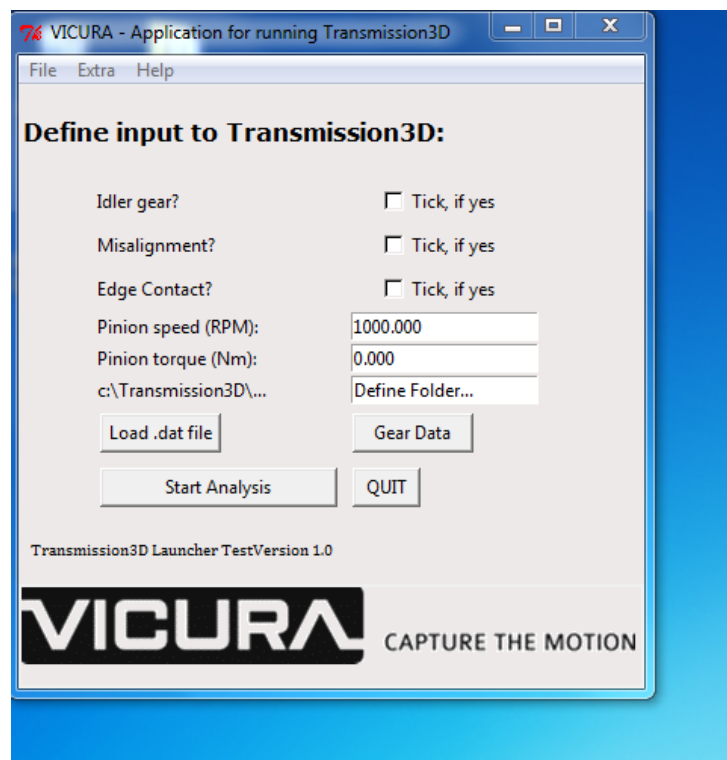 VICURA - Application for running Transmission3D
File Extra Help
Define input to Transmission3D:
Idler gear? Tick, if yes
Misalignment? Tick, if yes
Edge Contact? Tick, if yes
Pinion speed (RPM): 1000.000
Pinion torque (Nm): 0.000
c:\Transmission3D\... Define Folder...
Load .dat file Gear Data
Start Analysis QUIT
Transmission3D Launcher TestVersion 1.0
VICURA CAPTURE THE MOTION